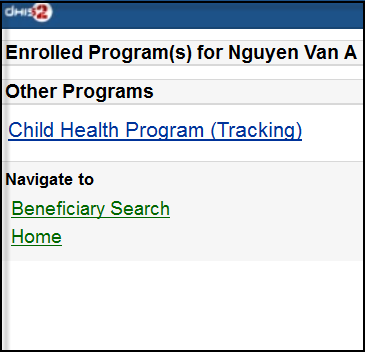 dhis2
Enrolled Program(s) for Nguyen Van A
Other Programs
Child Health Program (Tracking)
Navigate to
Beneficiary Search
Home